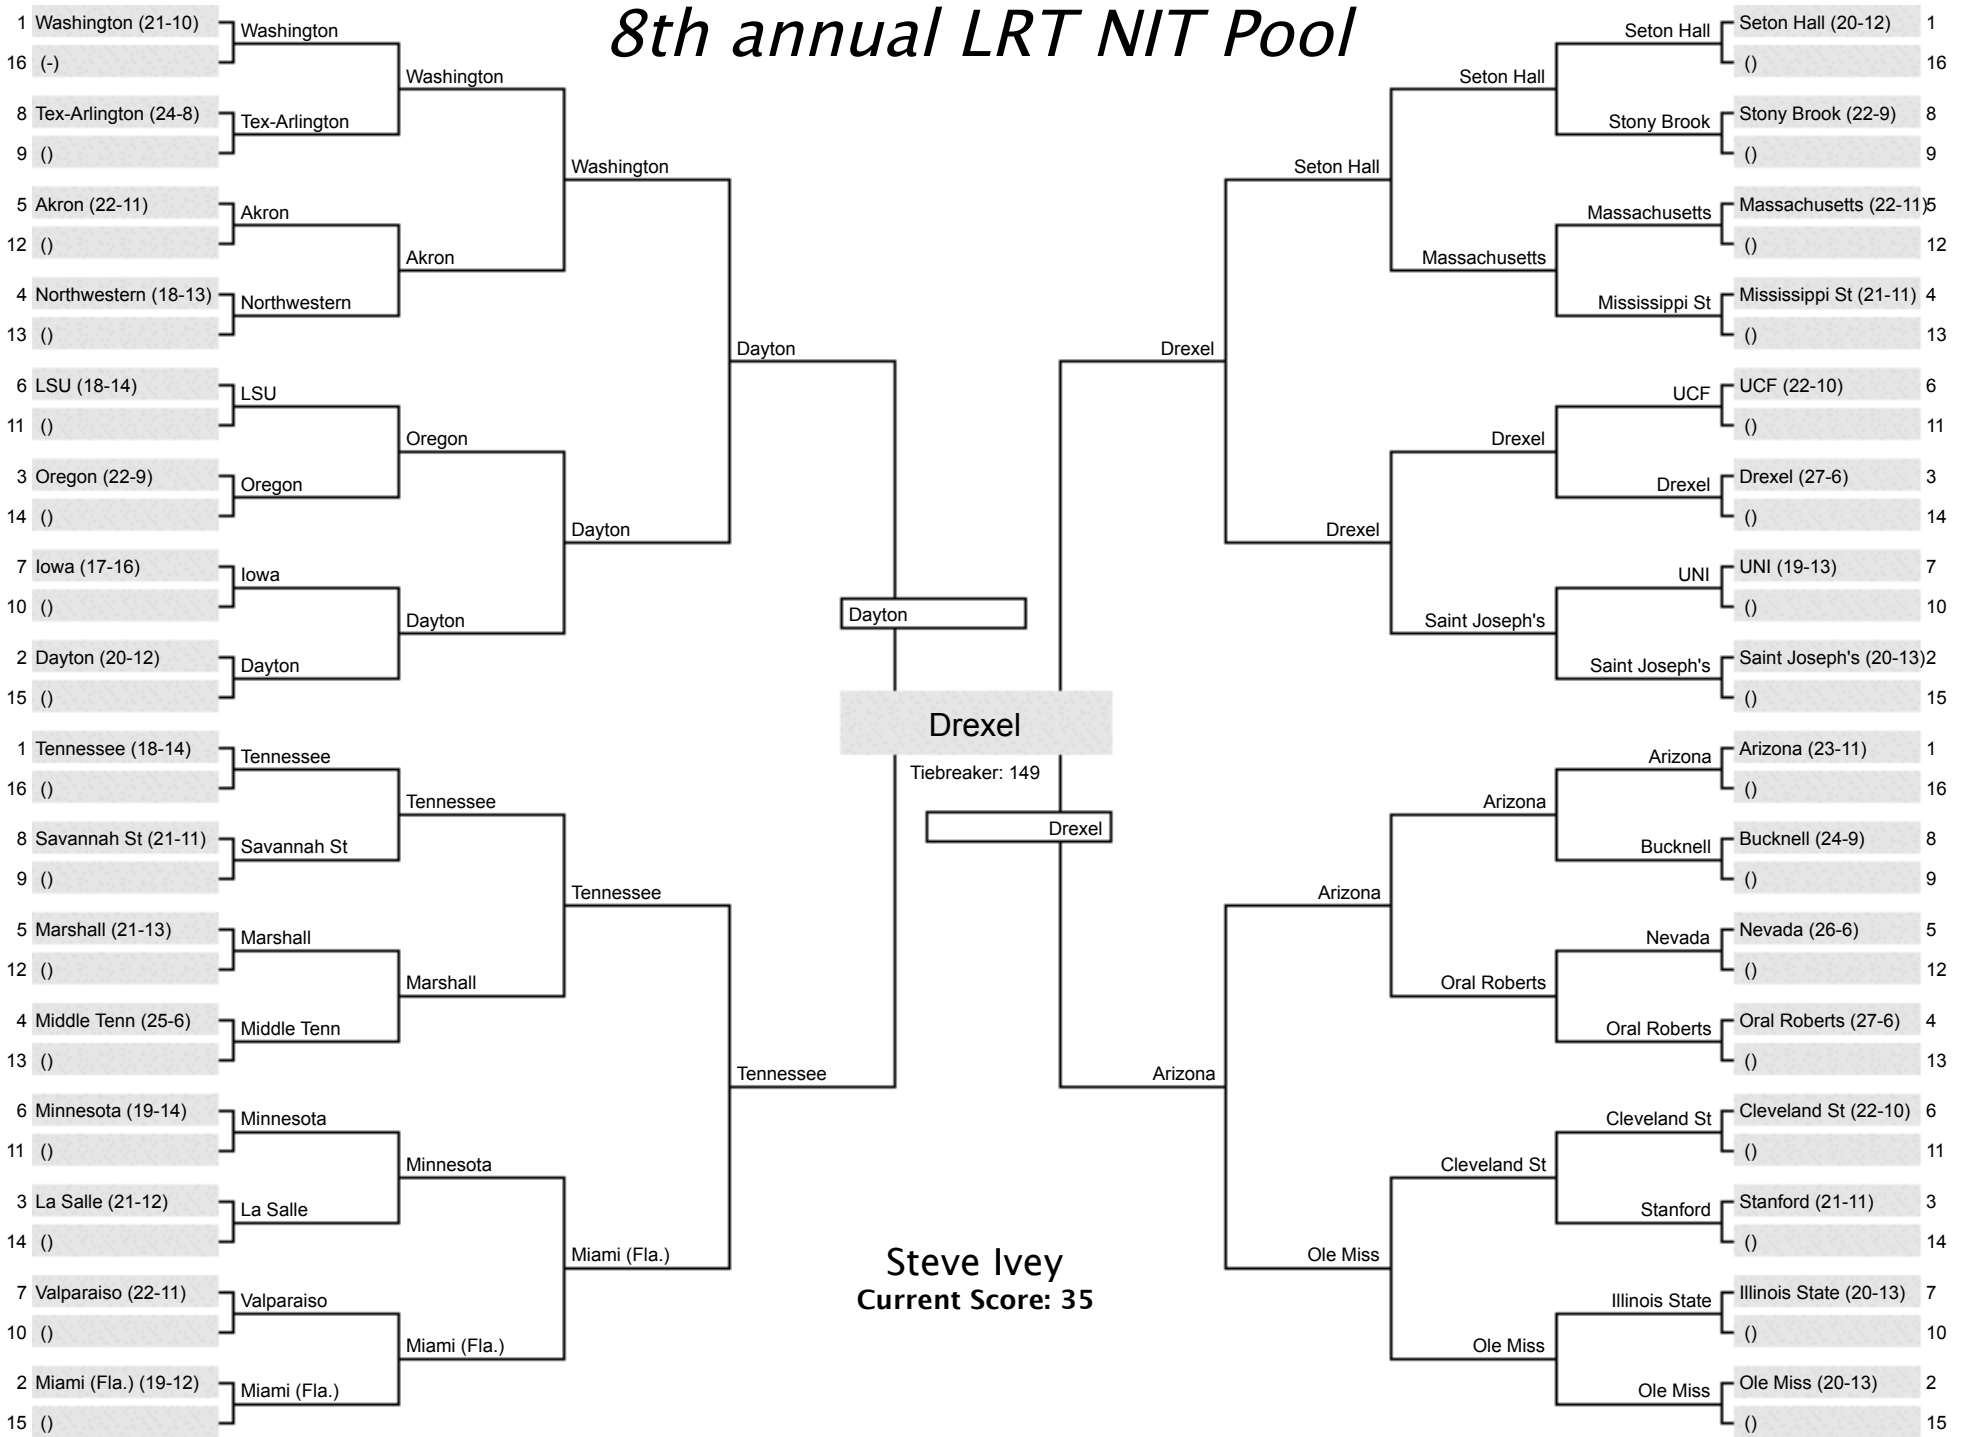 8th annual LRT NIT Pool
1 Washington (21-10)
16 (-)
8 Tex-Arlington (24-8)
9 ()
5 Akron (22-11)
12 ()
4 Northwestern (18-13)
13 ()
6 LSU (18-14)
11 ()
3 Oregon (22-9)
14 ()
7 Iowa (17-16)
10 ()
2 Dayton (20-12)
15 ()
1 Tennessee (18-14)
16 ()
8 Savannah St (21-11)
9 ()
5 Marshall (21-13)
12 ()
4 Middle Tenn (25-6)
13 ()
6 Minnesota (19-14)
11 ()
3 La Salle (21-12)
14 ()
7 Valparaiso (22-11)
10 ()
2 Miami (Fla.) (19-12)
15 ()
Washington
Tex-Arlington
Akron
Northwestern
LSU
Oregon
Iowa
Dayton
Tennessee
Savannah St
Marshall
Middle Tenn
Minnesota
La Salle
Valparaiso
Miami (Fla.)
Washington
Akron
Oregon
Dayton
Tennessee
Marshall
Minnesota
Miami (Fla.)
Washington
Dayton
Tennessee
Miami (Fla.)
Dayton
Tennessee
Dayton
Drexel
Tiebreaker: 149
Drexel
Steve Ivey
Current Score: 35
Drexel
Arizona
Seton Hall
Drexel
Arizona
Ole Miss
Seton Hall
Massachusetts
Drexel
Saint Joseph's
Arizona
Oral Roberts
Cleveland St
Ole Miss
Seton Hall
Stony Brook
Massachusetts
Mississippi St
UCF
Drexel
UNI
Saint Joseph's
Arizona
Bucknell
Nevada
Oral Roberts
Cleveland St
Stanford
Illinois State
Ole Miss
Seton Hall (20-12) 1
() 16
Stony Brook (22-9) 8
() 9
Massachusetts (22-11) 5
() 12
Mississippi St (21-11) 4
() 13
UCF (22-10) 6
() 11
Drexel (27-6) 3
() 14
UNI (19-13) 7
() 10
Saint Joseph's (20-13) 2
() 15
Arizona (23-11) 1
() 16
Bucknell (24-9) 8
() 9
Nevada (26-6) 5
() 12
Oral Roberts (27-6) 4
() 13
Cleveland St (22-10) 6
() 11
Stanford (21-11) 3
() 14
Illinois State (20-13) 7
() 10
Ole Miss (20-13) 2
() 15